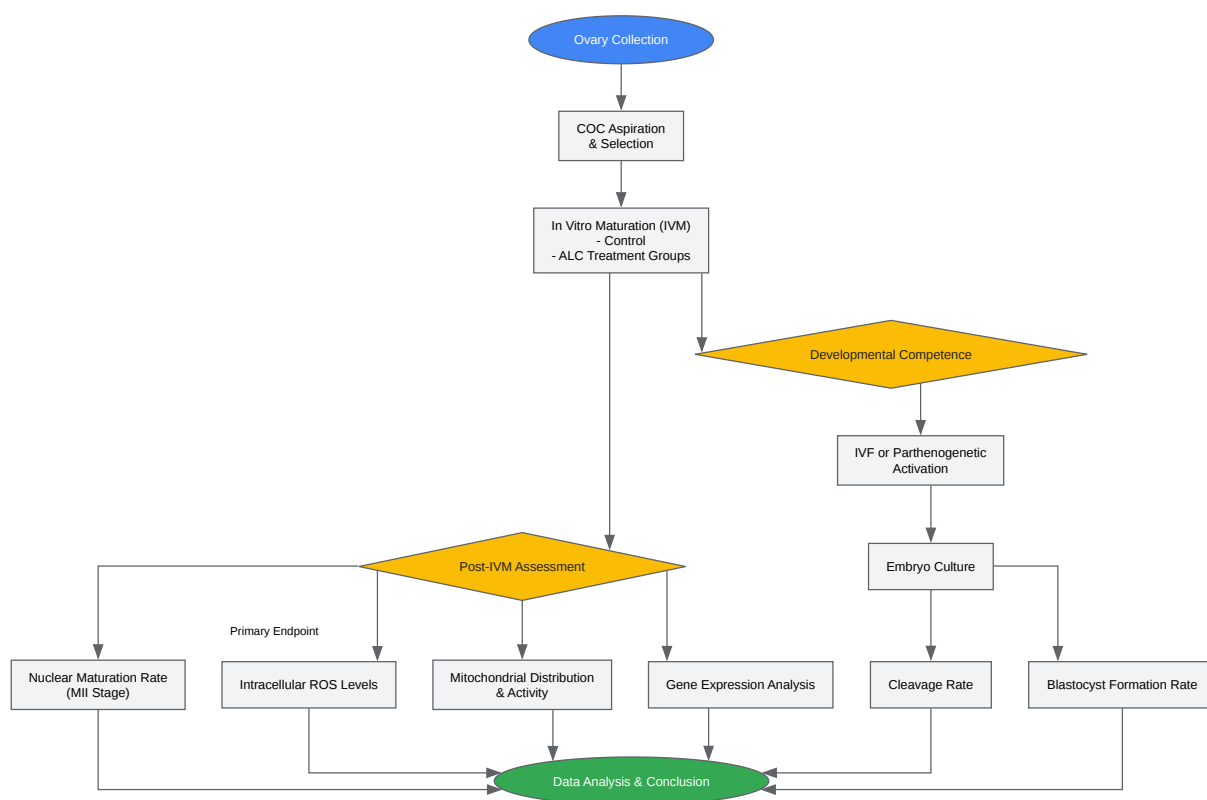 Ovary Collection
COC Aspiration
& Selection
In Vitro Maturation (IVM)
- Control
- ALC Treatment Groups
Developmental Competence
IVF or Parthenogenetic
Activation
Embryo Culture
Post-IVM Assessment
Primary Endpoint
Nuclear Maturation Rate
(MII Stage)
Intracellular ROS Levels
Mitochondrial Distribution
& Activity
Gene Expression Analysis
Cleavage Rate
Blastocyst Formation Rate
Data Analysis & Conclusion